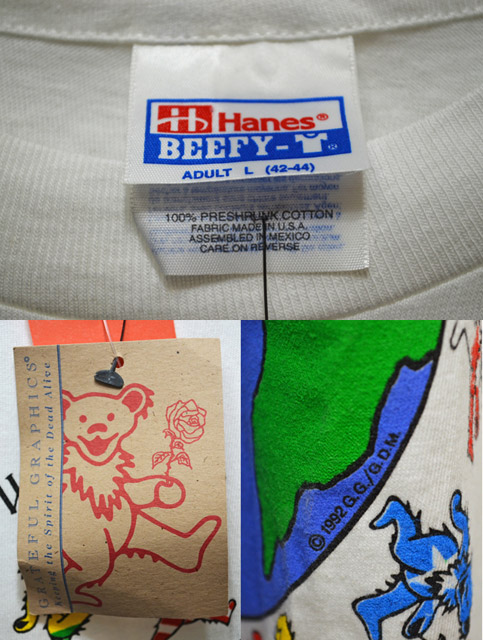 Hanes®
BEEFY-T®
ADULT L (42-44)
100% PRESHRUNK COTTON
FABRIC MADE IN U.S.A.
ASSEMBLED IN MEXICO
CARE ON REVERSE
GRATEFUL GRAPHICS©
Keeping the Spirit of the Dead Alive
© 1992 G.G./G.D.M.